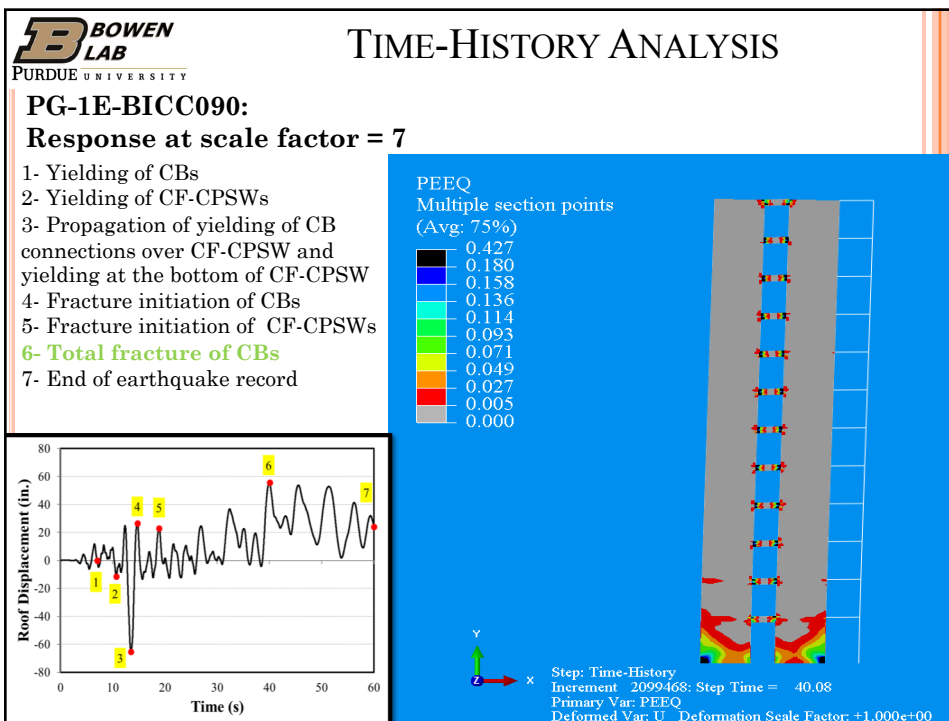 BOWEN
LAB
PURDUE UNIVERSITY
TIME-HISTORY ANALYSIS
PG-1E-BICC090:
Response at scale factor = 7
1- Yielding of CBs
2- Yielding of CF-CPSWs
3- Propagation of yielding of CB
connections over CF-CPSW and
yielding at the bottom of CF-CPSW
4- Fracture initiation of CBs
5- Fracture initiation of CF-CPSWs
6- Total fracture of CBs
7- End of earthquake record
PEEQ
Multiple section points
(Avg: 75%)
0.427
0.180
0.158
0.136
0.114
0.093
0.071
0.049
0.027
0.005
0.000
Roof Displacement (in.)
80
60
40
20
0
-20
-40
-60
-80
1
2
3
4
5
6
7
0 10 20 30 40 50 60
Time (s)
Y
Z X
Step: Time-History
Increment 2099468: Step Time = 40.08
Primary Var: PEEQ
Deformed Var: U Deformation Scale Factor: +1.000e+00